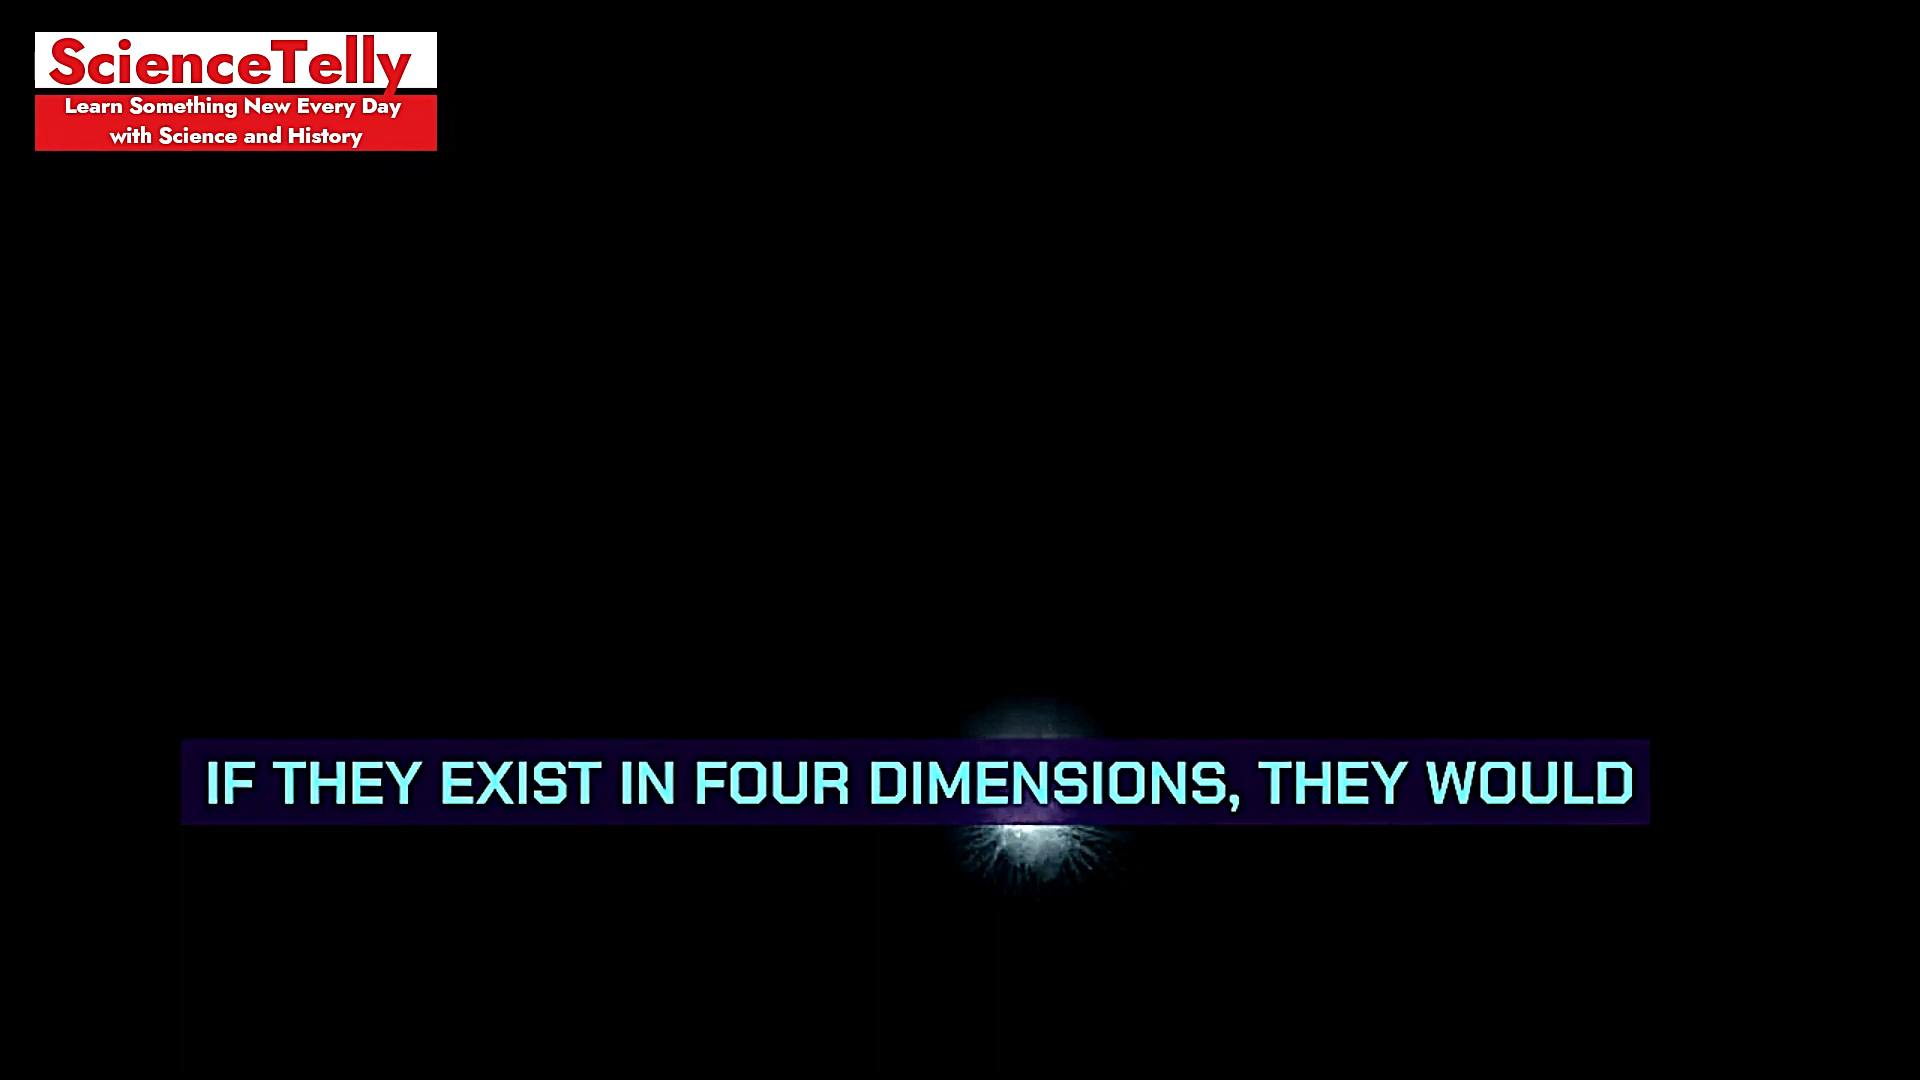 ScienceTelly
Learn Something New Every Day
with Science and History
IF THEY EXIST IN FOUR DIMENSIONS, THEY WOULD